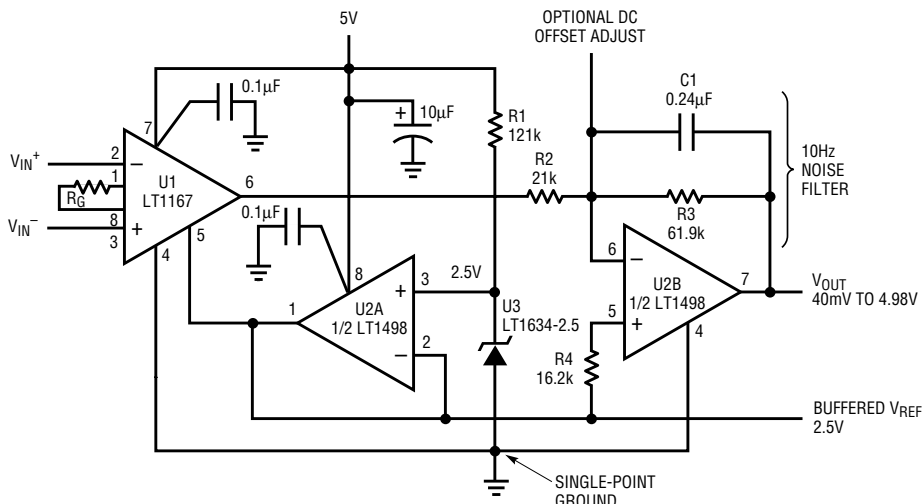 5V
OPTIONAL DC
OFFSET ADJUST
0.1µF
10µF
+
C1
0.24µF
R1
121k
7
10Hz
NOISE
FILTER
VIN+
2
−
U1
LT1167
1
RG
6
R2
21k
R3
61.9k
VIN−
8
+
3
5
4
0.1µF
8
2.5V
3
+
1
U2A
1/2 LT1498
−
2
U3
LT1634-2.5
6
−
U2B
1/2 LT1498
7
VOUT
40mV TO 4.98V
5
+
4
R4
16.2k
BUFFERED VREF
2.5V
SINGLE-POINT
GROUND